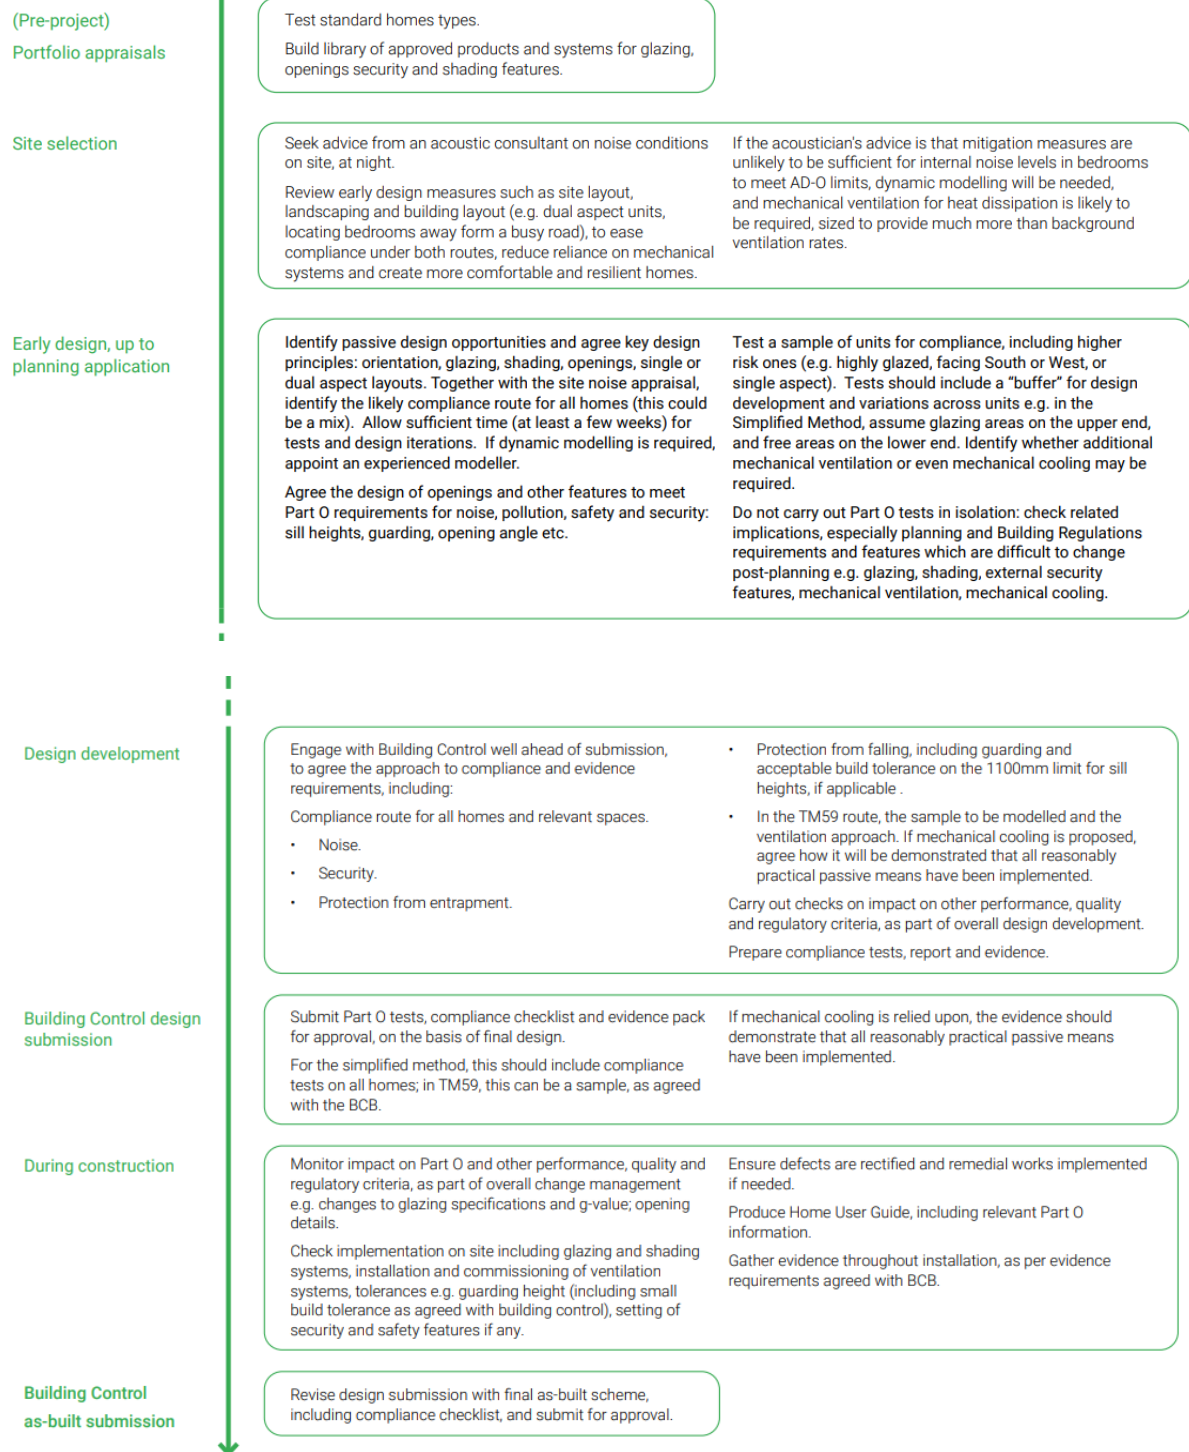 (Pre-project)
Portfolio appraisals
Test standard homes types.
Build library of approved products and systems for glazing,
openings security and shading features.
Site selection
Seek advice from an acoustic consultant on noise conditions
on site, at night.
Review early design measures such as site layout,
landscaping and building layout (e.g. dual aspect units,
locating bedrooms away form a busy road), to ease
compliance under both routes, reduce reliance on mechanical
systems and create more comfortable and resilient homes.
If the acoustician's advice is that mitigation measures are
unlikely to be sufficient for internal noise levels in bedrooms
to meet AD-O limits, dynamic modelling will be needed,
and mechanical ventilation for heat dissipation is likely to
be required, sized to provide much more than background
ventilation rates.
Early design, up to
planning application
Identify passive design opportunities and agree key design
principles: orientation, glazing, shading, openings, single or
dual aspect layouts. Together with the site noise appraisal,
identify the likely compliance route for all homes (this could
be a mix). Allow sufficient time (at least a few weeks) for
tests and design iterations. If dynamic modelling is required,
appoint an experienced modeller.
Agree the design of openings and other features to meet
Part O requirements for noise, pollution, safety and security:
sill heights, guarding, opening angle etc.
Test a sample of units for compliance, including higher
risk ones (e.g. highly glazed, facing South or West, or
single aspect). Tests should include a “buffer” for design
development and variations across units e.g. in the
Simplified Method, assume glazing areas on the upper end,
and free areas on the lower end. Identify whether additional
mechanical ventilation or even mechanical cooling may be
required.
Do not carry out Part O tests in isolation: check related
implications, especially planning and Building Regulations
requirements and features which are difficult to change
post-planning e.g. glazing, shading, external security
features, mechanical ventilation, mechanical cooling.
Design development
Engage with Building Control well ahead of submission,
to agree the approach to compliance and evidence
requirements, including:
Compliance route for all homes and relevant spaces.
• Noise.
• Security.
• Protection from entrapment.
• Protection from falling, including guarding and
acceptable build tolerance on the 1100mm limit for sill
heights, if applicable .
• In the TM59 route, the sample to be modelled and the
ventilation approach. If mechanical cooling is proposed,
agree how it will be demonstrated that all reasonably
practical passive means have been implemented.
Carry out checks on impact on other performance, quality
and regulatory criteria, as part of overall design development.
Prepare compliance tests, report and evidence.
Building Control design
submission
Submit Part O tests, compliance checklist and evidence pack
for approval, on the basis of final design.
For the simplified method, this should include compliance
tests on all homes; in TM59, this can be a sample, as agreed
with the BCB.
If mechanical cooling is relied upon, the evidence should
demonstrate that all reasonably practical passive means
have been implemented.
During construction
Monitor impact on Part O and other performance, quality and
regulatory criteria, as part of overall change management
e.g. changes to glazing specifications and g-value; opening
details.
Check implementation on site including glazing and shading
systems, installation and commissioning of ventilation
systems, tolerances e.g. guarding height (including small
build tolerance as agreed with building control), setting of
security and safety features if any.
Ensure defects are rectified and remedial works implemented
if needed.
Produce Home User Guide, including relevant Part O
information.
Gather evidence throughout installation, as per evidence
requirements agreed with BCB.
Building Control
as-built submission
Revise design submission with final as-built scheme,
including compliance checklist, and submit for approval.